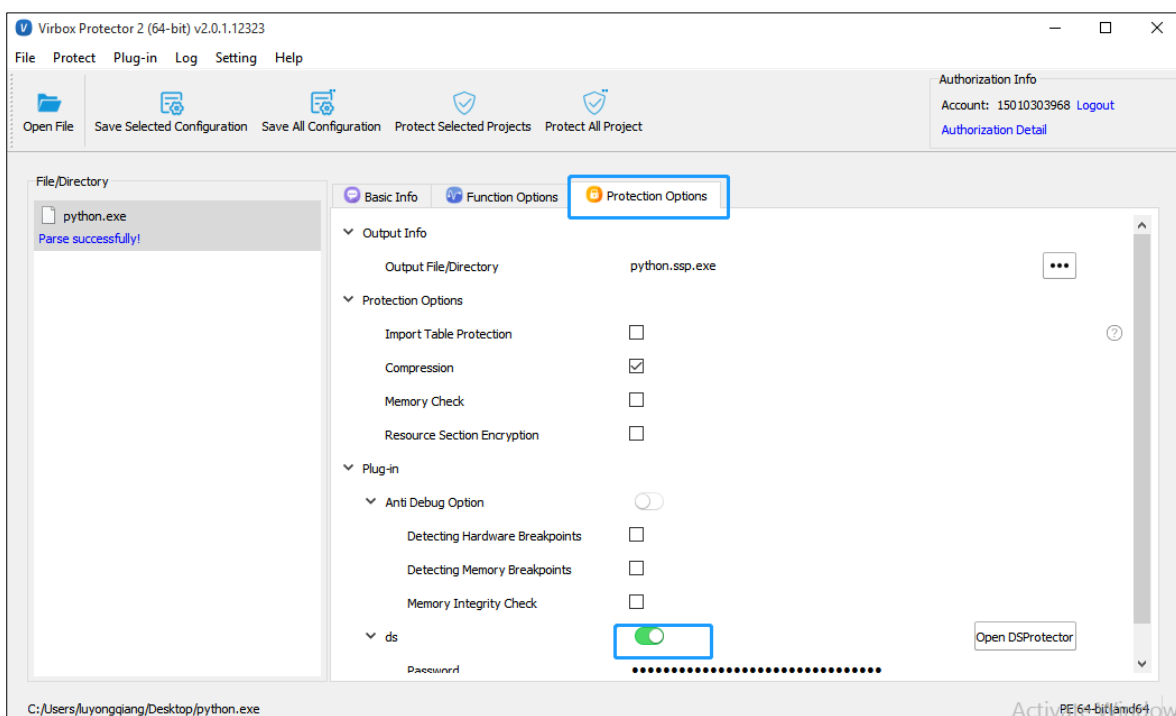 Virbox Protector 2 (64-bit) v2.0.1.12323
File Protect Plug-in Log Setting Help
Open File
Save Selected Configuration
Save All Configuration
Protect Selected Projects
Protect All Project
Authorization Info
Account: 15010303968 Logout
Authorization Detail
File/Directory
python.exe
Parse successfully!
Basic Info
Function Options
Protection Options
Output Info
Output File/Directory python.ssp.exe
Protection Options
Import Table Protection
?
Compression
Memory Check
Resource Section Encryption
Plug-in
Anti Debug Option
Detecting Hardware Breakpoints
Detecting Memory Breakpoints
Memory Integrity Check
ds
Open DSProtector
Password ••••••••••••••••••••••••••••••••
C:/Users/luyongqiang/Desktop/python.exe
PE 64-bit|amd64